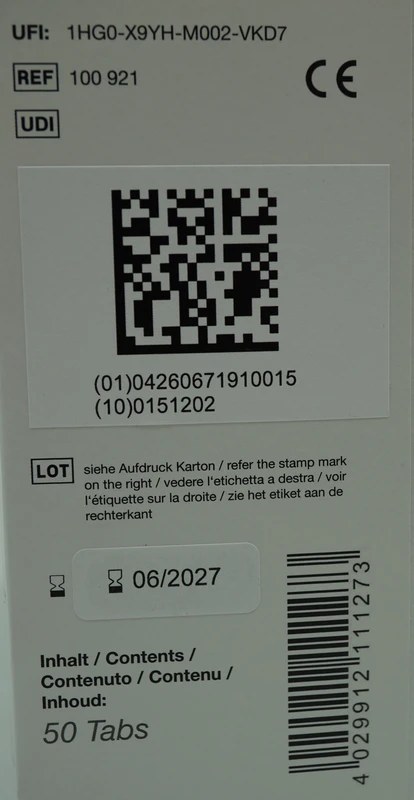 UFI: 1HG0-X9YH-M002-VKD7
REF 100 921
CE
UDI
(01)04260671910015
(10)0151202
LOT siehe Aufdruck Karton / refer the stamp mark
on the right / vedere l'etichetta a destra / voir
l'étiquette sur la droite / zie het etiket aan de
rechterkant
06/2027
Inhalt / Contents /
Contenuto / Contenu /
Inhoud:
50 Tabs
4 029912 111273